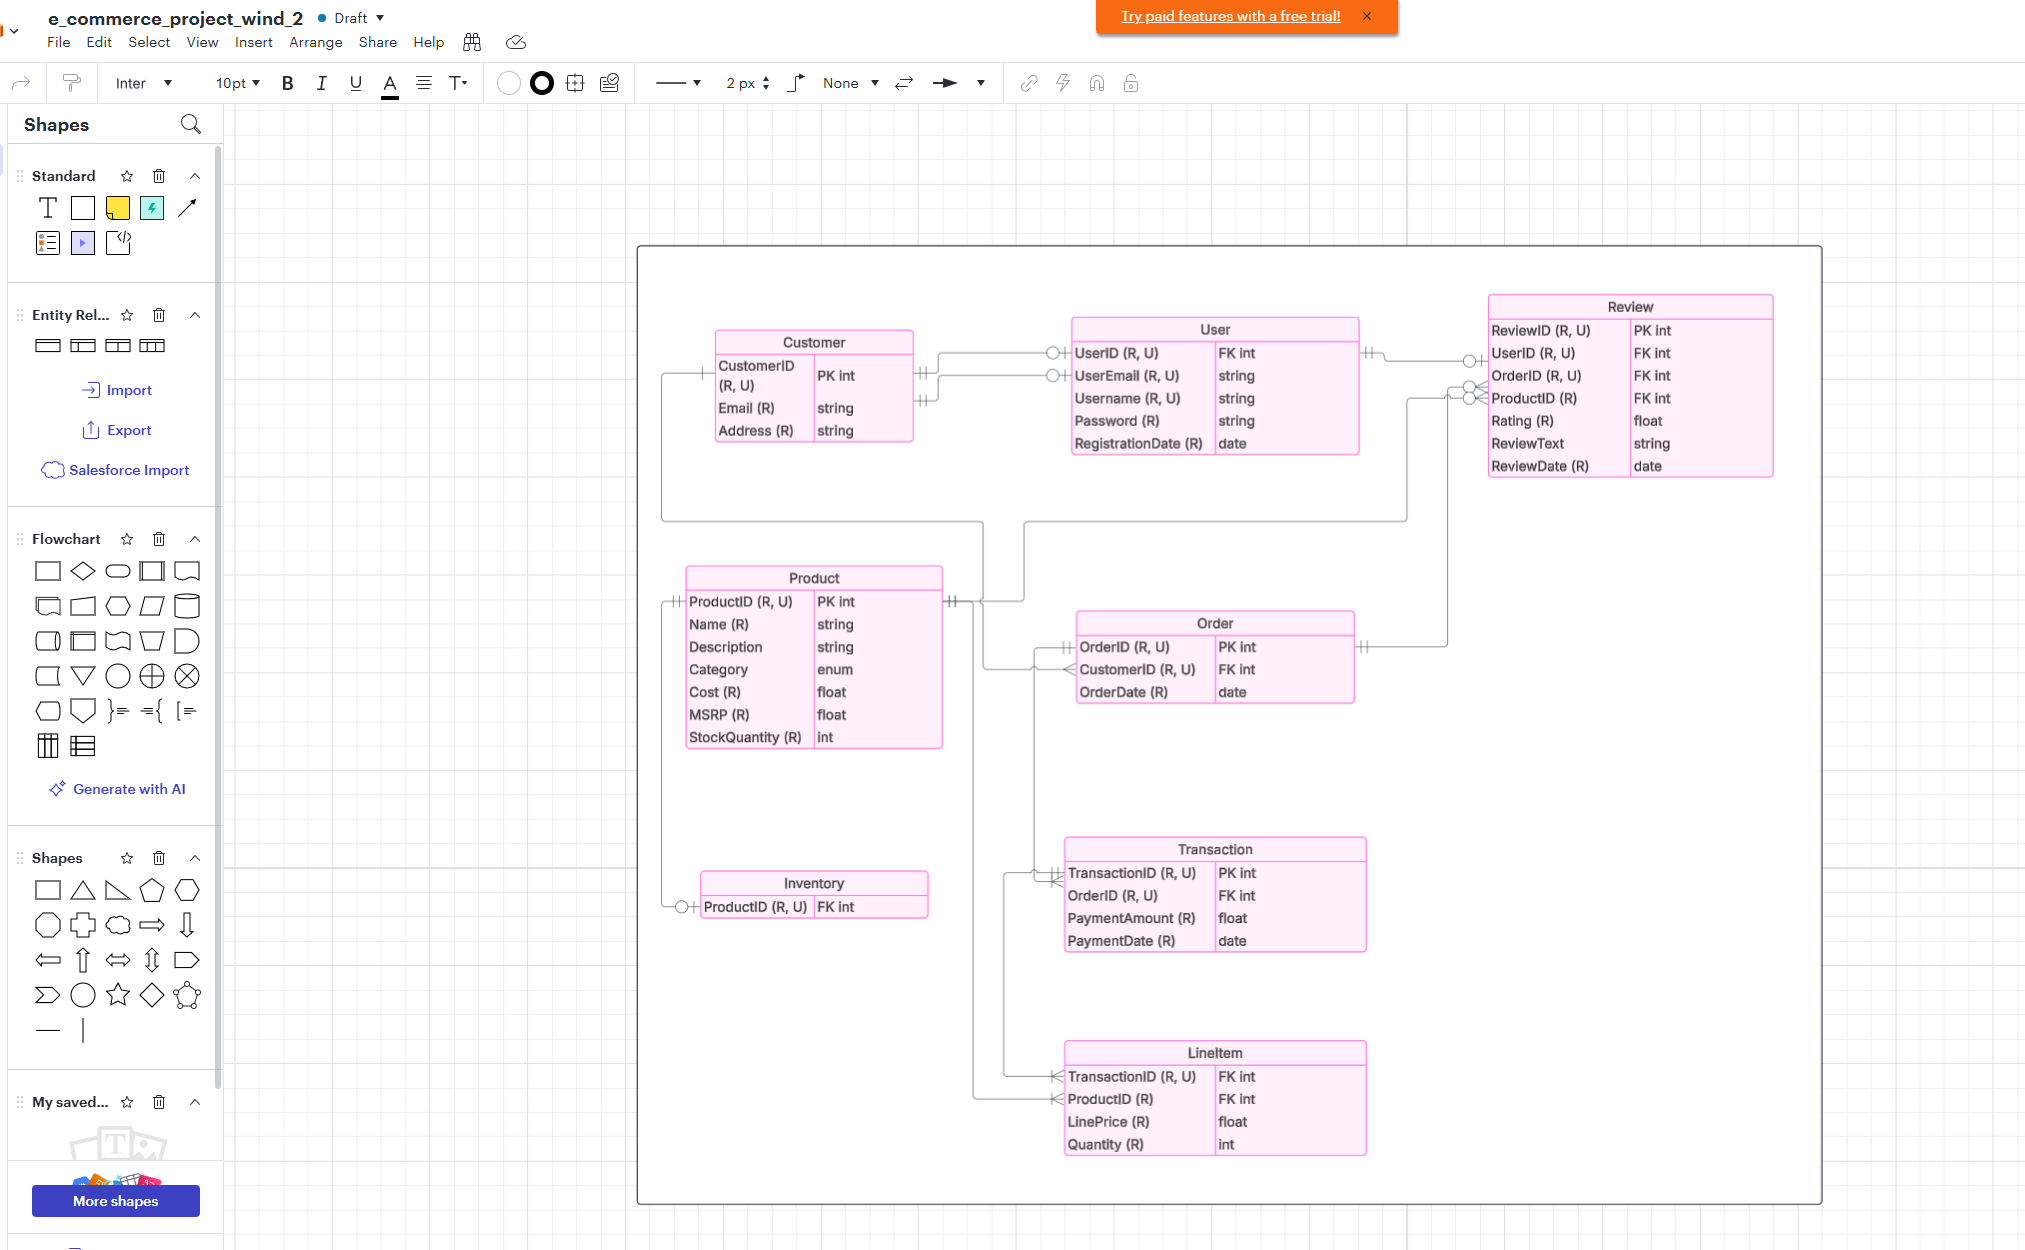 e_commerce_project_wind_2 Draft
Try paid features with a free trial!
File Edit Select View Insert Arrange Share Help
Inter 10pt B I U A T 2 px None
Shapes
Standard
T
Entity Rel...
Import
Export
Salesforce Import
Flowchart
Generate with AI
Shapes
My saved...
T
More shapes
Customer
CustomerID (R, U) PK int
Email (R) string
Address (R) string
User
UserID (R, U) FK int
UserEmail (R, U) string
Username (R, U) string
Password (R) string
RegistrationDate (R) date
Review
ReviewID (R, U) PK int
UserID (R, U) FK int
OrderID (R, U) FK int
ProductID (R) FK int
Rating (R) float
ReviewText string
ReviewDate (R) date
Product
ProductID (R, U) PK int
Name (R) string
Description string
Category enum
Cost (R) float
MSRP (R) float
StockQuantity (R) int
Order
OrderID (R, U) PK int
CustomerID (R, U) FK int
OrderDate (R) date
Inventory
ProductID (R, U) FK int
Transaction
TransactionID (R, U) PK int
OrderID (R, U) FK int
PaymentAmount (R) float
PaymentDate (R) date
LineItem
TransactionID (R, U) FK int
ProductID (R) FK int
LinePrice (R) float
Quantity (R) int